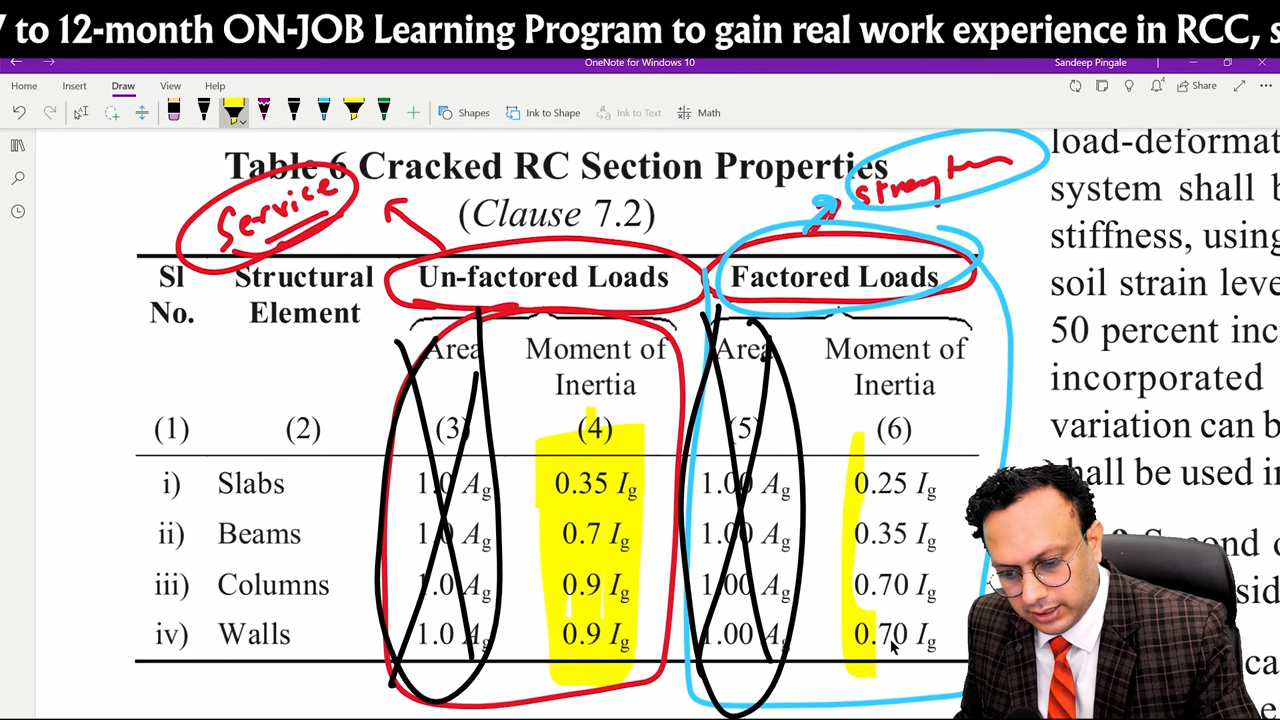 / to 12-month ON-JOB Learning Program to gain real work experience in RCC, s
OneNote for Windows 10
Sandeep Pingale
Home Insert Draw View Help
Share
Shapes Ink to Shape Ink to Text Math
Table 6 Cracked RC Section Properties
Service
strength
(Clause 7.2)
Sl No. Structural Element Un-factored Loads Factored Loads
Area Moment of Inertia Area Moment of Inertia
(1) (2) (3) (4) (5) (6)
i) Slabs 1.0 Ag 0.35 Ig 1.00 Ag 0.25 Ig
ii) Beams 1.0 Ag 0.7 Ig 1.00 Ag 0.35 Ig
iii) Columns 1.0 Ag 0.9 Ig 1.00 Ag 0.70 Ig
iv) Walls 1.0 Ag 0.9 Ig 1.00 Ag 0.70 Ig
load-deformat
system shall b
stiffness, using
soil strain leve
50 percent inc
incorporated
variation can b
shall be used in
ond c
side
ca